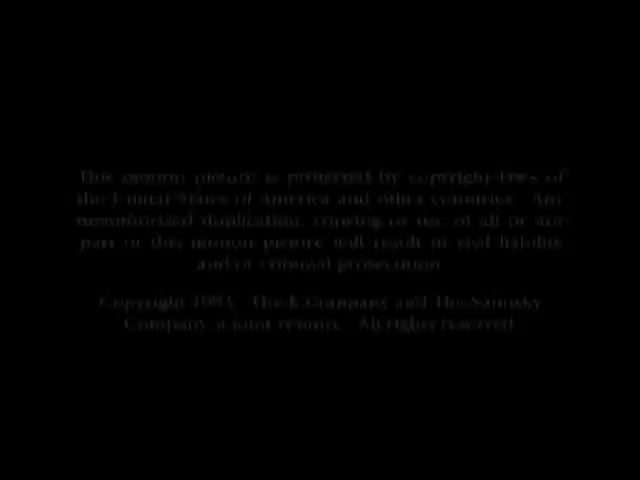 This motion picture is protected by copyright laws of
the United States of America and other countries. Any
unauthorized duplication, copying or use of all or any
part of this motion picture will result in civil liability
and/or criminal prosecution
Copyright The Company and The
Company, a joint venture. All rights reserved